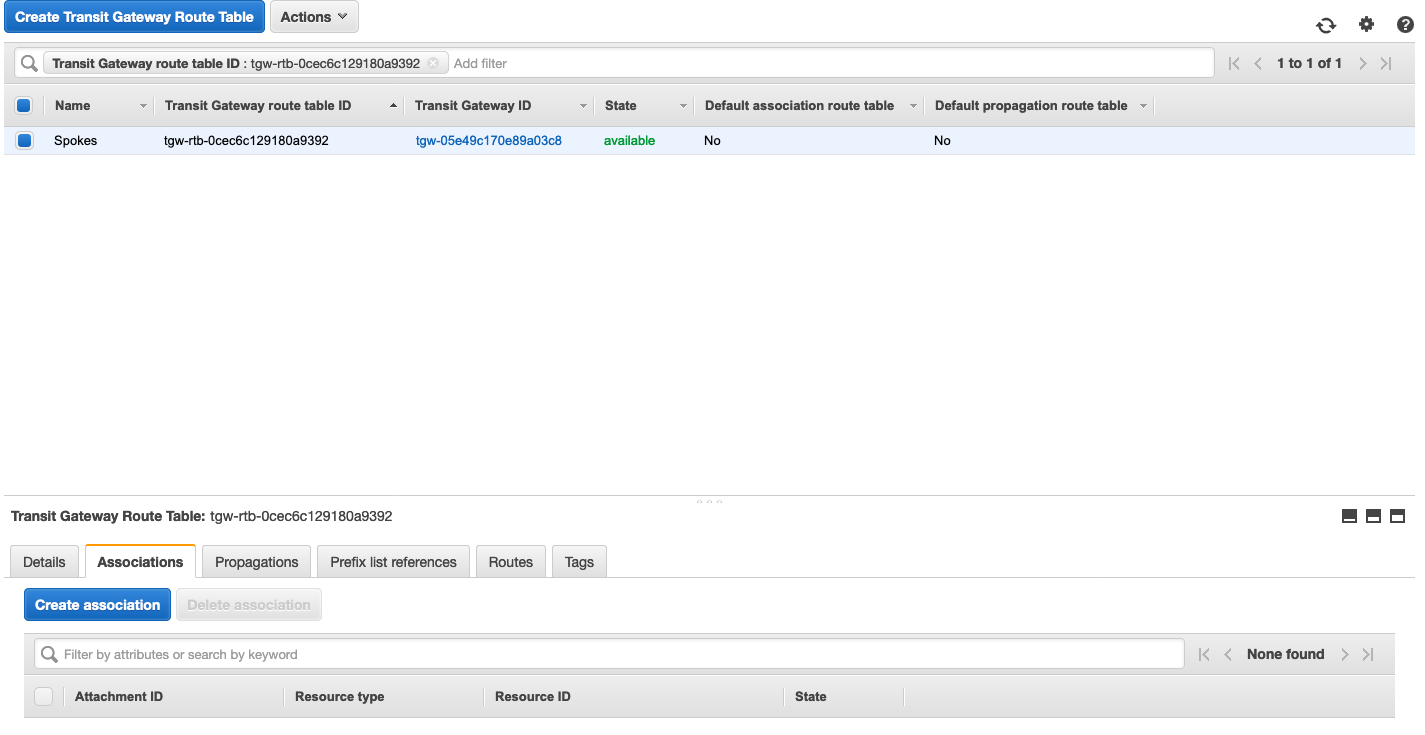 Create Transit Gateway Route Table Actions
Transit Gateway route table ID : tgw-rtb-0cec6c129180a9392 Add filter 1 to 1 of 1
Name Transit Gateway route table ID Transit Gateway ID State Default association route table Default propagation route table
Spokes tgw-rtb-0cec6c129180a9392 tgw-05e49c170e89a03c8 available No No
Transit Gateway Route Table: tgw-rtb-0cec6c129180a9392
Details Associations Propagations Prefix list references Routes Tags
Create association Delete association
Filter by attributes or search by keyword None found
Attachment ID Resource type Resource ID State